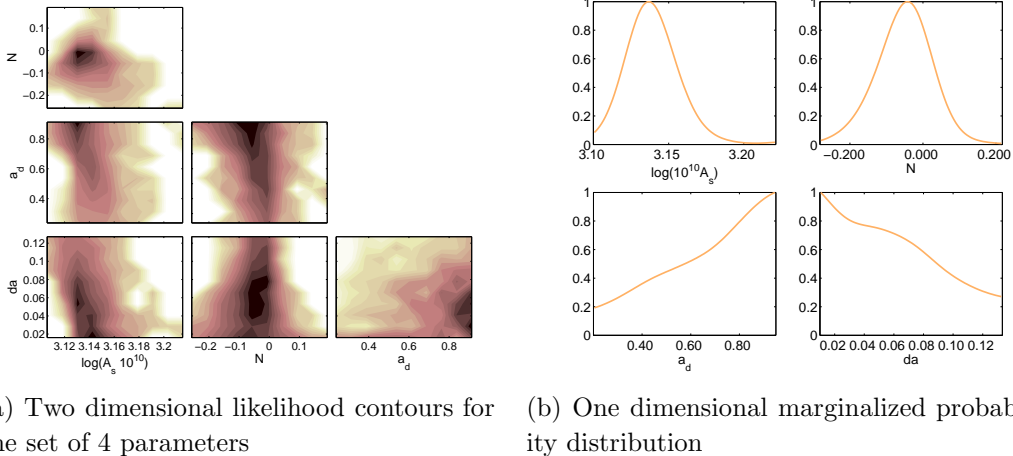 0.1
0
−0.1
−0.2
N
0.8
0.6
0.4
a_d
0.12
0.10
0.08
0.06
0.04
0.02
da
3.12 3.14 3.16 3.18 3.2
log(A_s 10^10)
−0.2 −0.1 0 0.1
N
0.4 0.6 0.8
a_d
1
0.8
0.6
0.4
0.2
0
3.10 3.15 3.20
log(10^10A_s)
1
0.8
0.6
0.4
0.2
0
−0.200 0.000 0.200
N
1
0.8
0.6
0.4
0.2
0
0.40 0.60 0.80
a_d
1
0.8
0.6
0.4
0.2
0
0.02 0.04 0.06 0.08 0.10 0.12
da
) Two dimensional likelihood contours for
ne set of 4 parameters
(b) One dimensional marginalized probabil
ity distribution